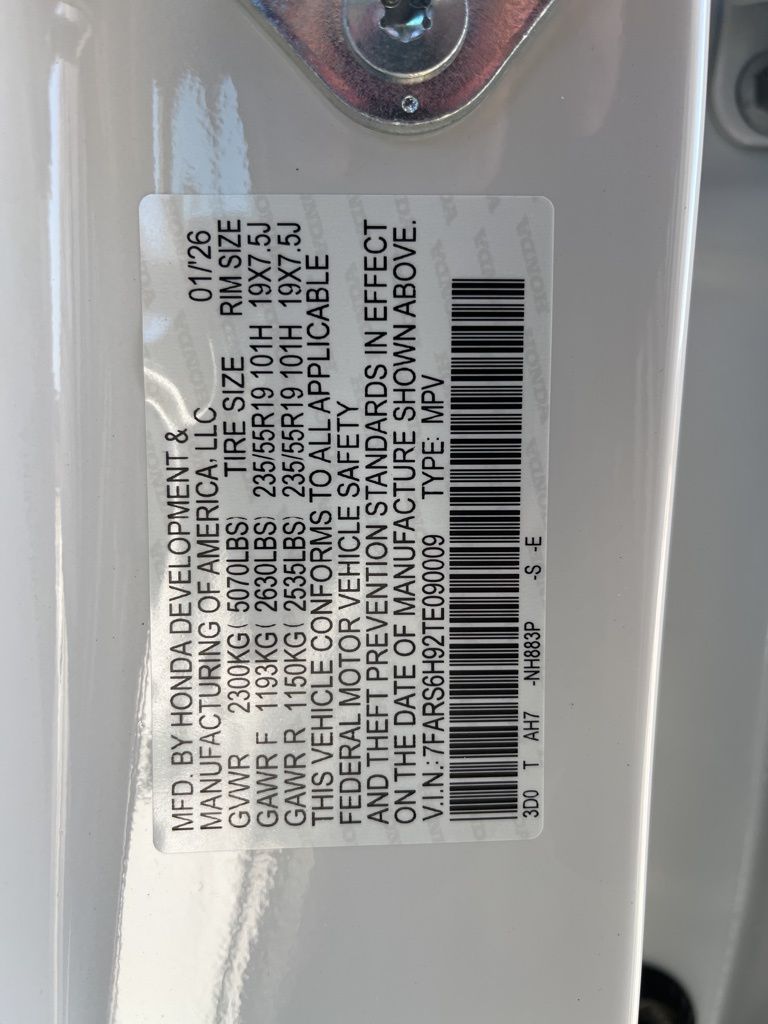 MFD. BY HONDA DEVELOPMENT &
MANUFACTURING OF AMERICA, LLC 01/'26
GVWR 2300KG( 5070LBS) TIRE SIZE RIM SIZE
GAWR F 1193KG( 2630LBS) 235/55R19 101H 19X7.5J
GAWR R 1150KG( 2535LBS) 235/55R19 101H 19X7.5J
THIS VEHICLE CONFORMS TO ALL APPLICABLE
FEDERAL MOTOR VEHICLE SAFETY
AND THEFT PREVENTION STANDARDS IN EFFECT
ON THE DATE OF MANUFACTURE SHOWN ABOVE.
V.I.N.: 7FARS6H92TE090009 TYPE: MPV
3D0 T AH7 -NH883P -S -E